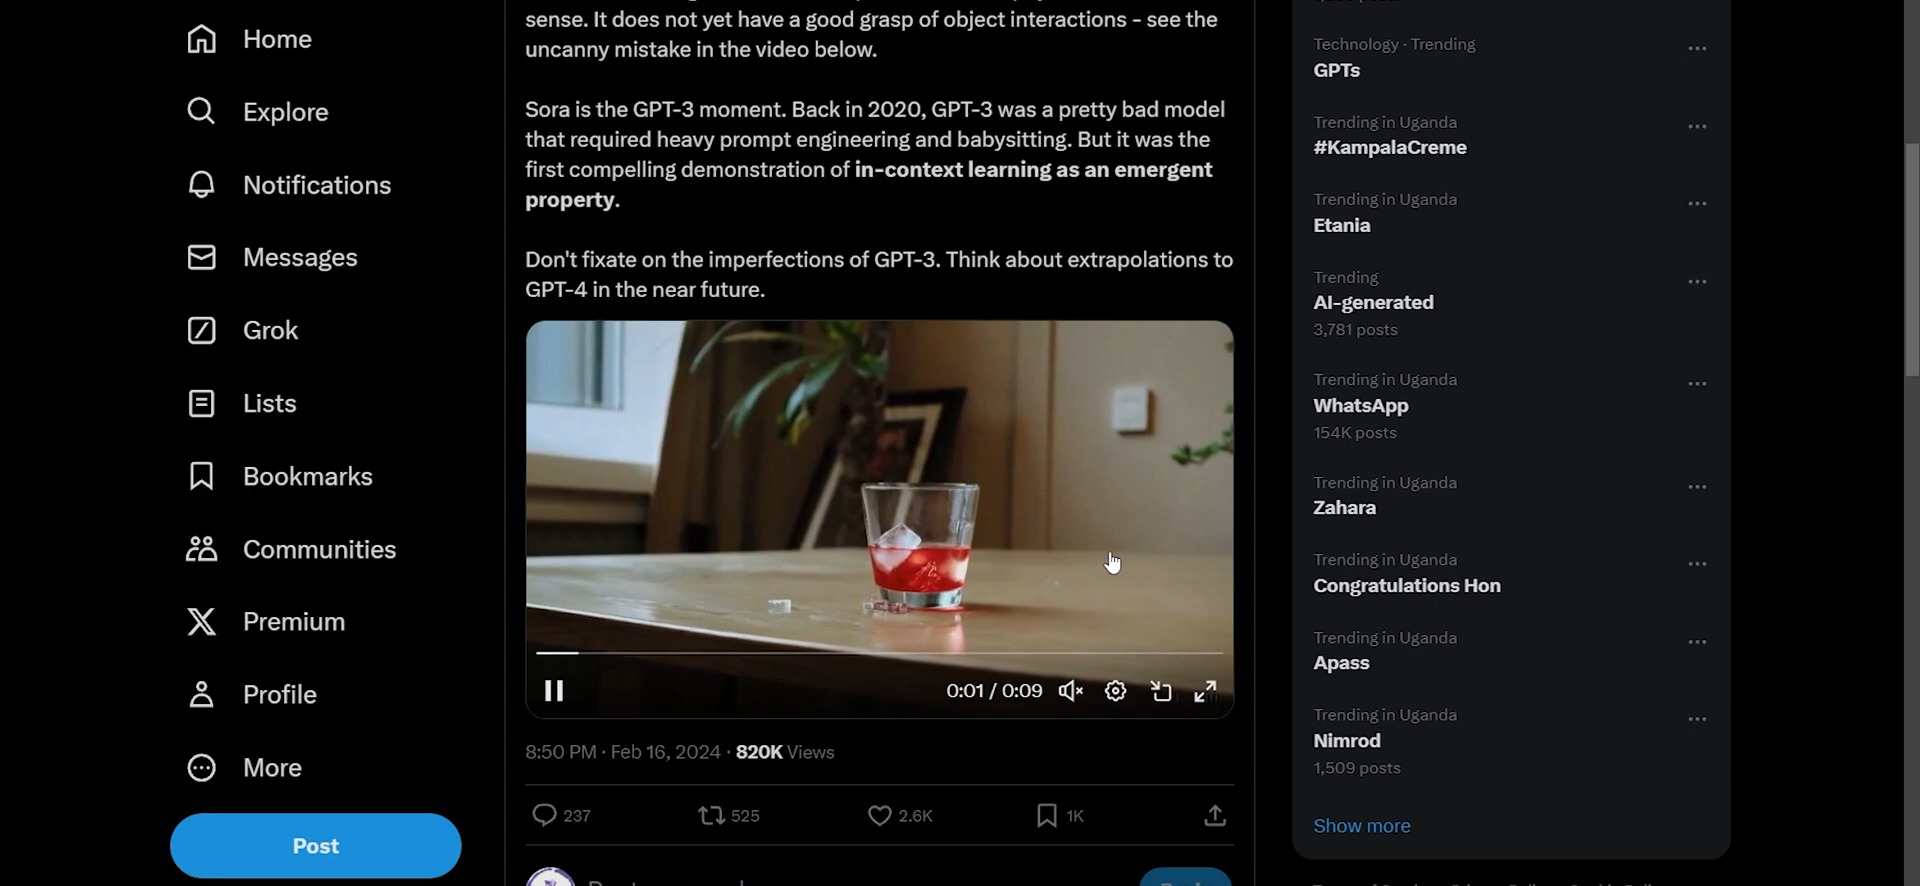 Home
Explore
Notifications
Messages
Grok
Lists
Bookmarks
Communities
Premium
Profile
More
Post
sense. It does not yet have a good grasp of object interactions - see the
uncanny mistake in the video below.
Sora is the GPT-3 moment. Back in 2020, GPT-3 was a pretty bad model
that required heavy prompt engineering and babysitting. But it was the
first compelling demonstration of in-context learning as an emergent
property.
Don't fixate on the imperfections of GPT-3. Think about extrapolations to
GPT-4 in the near future.
0:01 / 0:09
8:50 PM · Feb 16, 2024 · 820K Views
237 525 2.6K 1K
Technology · Trending
GPTs
Trending in Uganda
#KampalaCreme
Trending in Uganda
Etania
Trending
AI-generated
3,781 posts
Trending in Uganda
WhatsApp
154K posts
Trending in Uganda
Zahara
Trending in Uganda
Congratulations Hon
Trending in Uganda
Apass
Trending in Uganda
Nimrod
1,509 posts
Show more